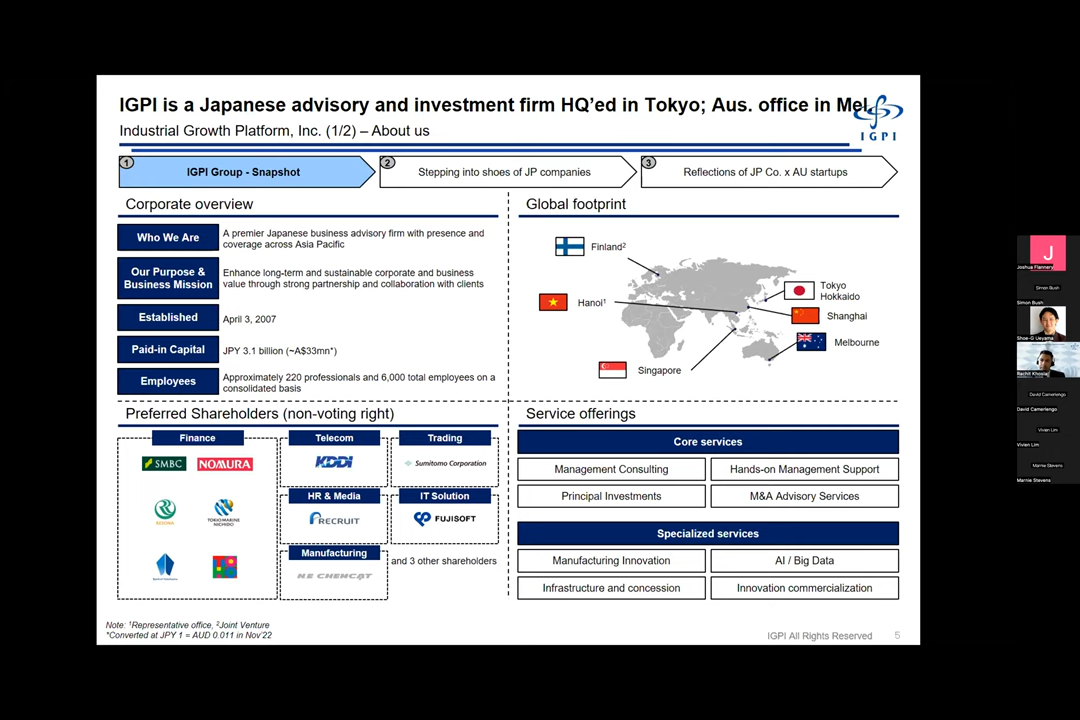 IGPI is a Japanese advisory and investment firm HQ'ed in Tokyo; Aus. office in Mel.
Industrial Growth Platform, Inc. (1/2) – About us
IGPI
1
IGPI Group - Snapshot
2
Stepping into shoes of JP companies
3
Reflections of JP Co. x AU startups
Corporate overview
Who We Are
A premier Japanese business advisory firm with presence and
coverage across Asia Pacific
Our Purpose &
Business Mission
Enhance long-term and sustainable corporate and business
value through strong partnership and collaboration with clients
Established
April 3, 2007
Paid-in Capital
JPY 3.1 billion (~A$33mn*)
Employees
Approximately 220 professionals and 6,000 total employees on a
consolidated basis
Global footprint
Finland²
Hanoi¹
Singapore
Tokyo
Hokkaido
Shanghai
Melbourne
Preferred Shareholders (non-voting right)
Finance
SMBC
NOMURA
RESONA
TOKIO MARINE
NICHIDO
Telecom
KDDI
Trading
Sumitomo Corporation
HR & Media
RECRUIT
IT Solution
FUJISOFT
Manufacturing
N.E. CHEMCAT
and 3 other shareholders
Service offerings
Core services
Management Consulting
Hands-on Management Support
Principal Investments
M&A Advisory Services
Specialized services
Manufacturing Innovation
AI / Big Data
Infrastructure and concession
Innovation commercialization
Note: ¹Representative office, ²Joint Venture
*Converted at JPY 1 = AUD 0.011 in Nov'22
IGPI All Rights Reserved
5
J
Joshua Flannery
Simon Bush
Simon Bush
Shoe-G Ueyama
Rachit Khosla
David Camerlengo
David Camerlengo
Vivien Lim
Vivien Lim
Marnie Stevens
Marnie Stevens